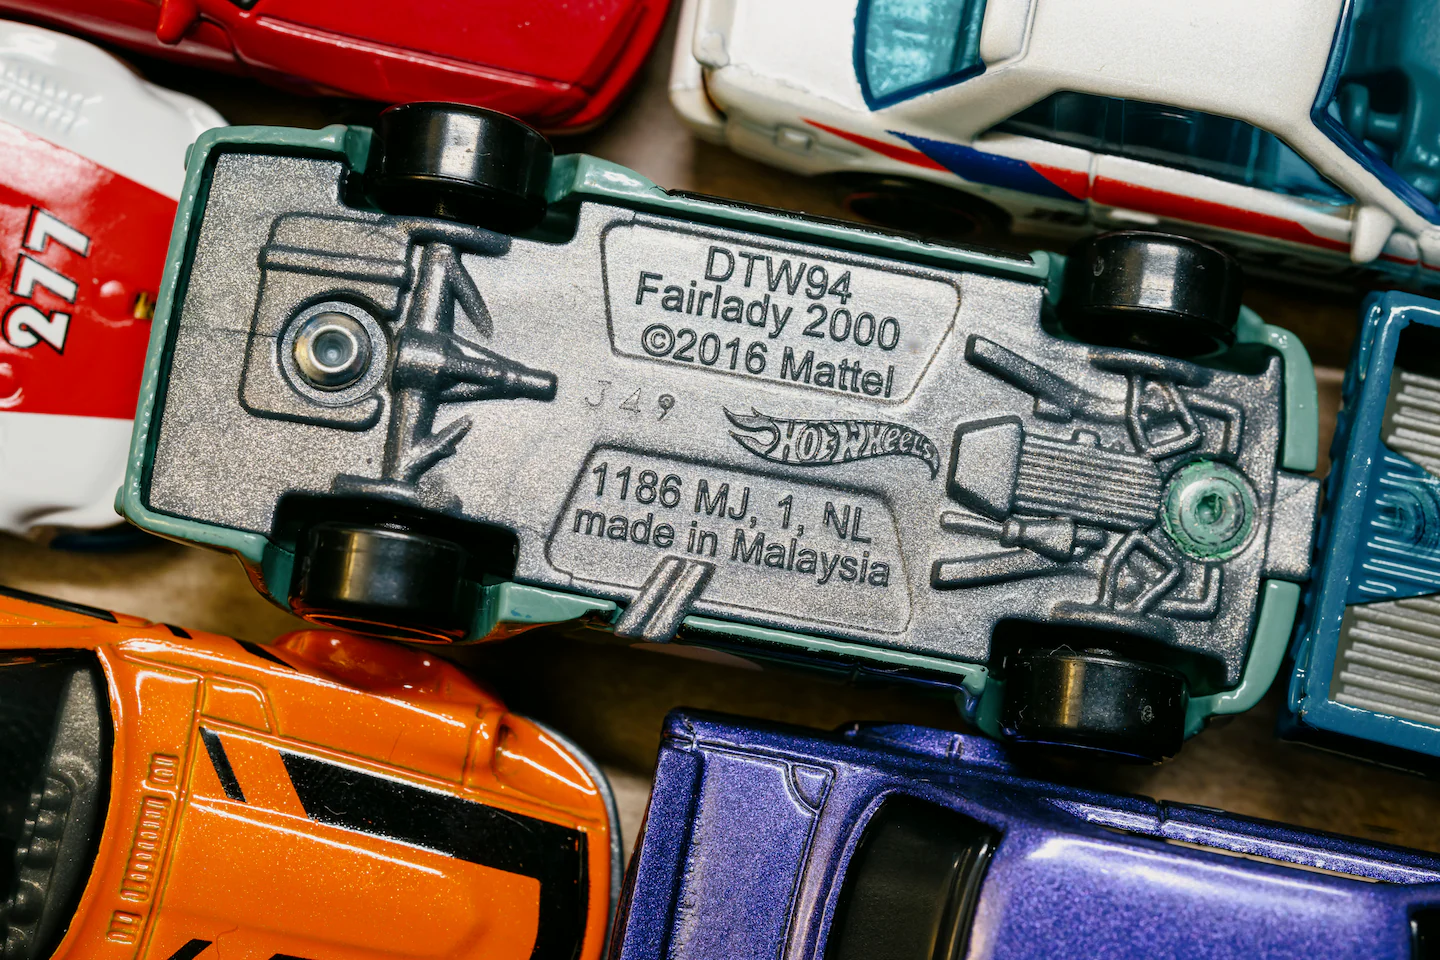 277
DTW94
Fairlady 2000
©2016 Mattel
J49
HOT WHEELS
1186 MJ, 1, NL
made in Malaysia